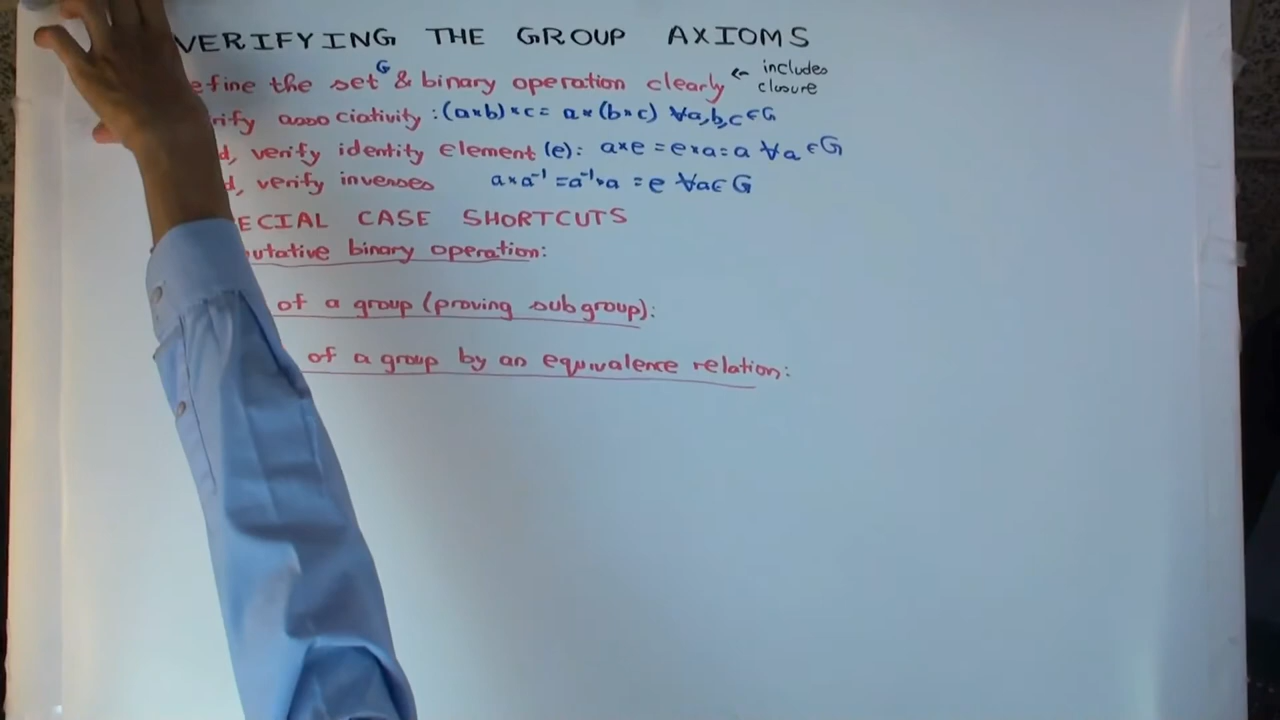 VERIFYING THE GROUP AXIOMS
efine the set G & binary operation clearly ← includes closure
rify associativity : (a*b)*c = a*(b*c) ∀a,b,c ∈ G
d, verify identity element (e): a*e = e*a = a ∀a ∈ G
d, verify inverses a*a⁻¹ = a⁻¹*a = e ∀a ∈ G
ECIAL CASE SHORTCUTS
utative binary operation:
of a group (proving subgroup):
of a group by an equivalence relation: